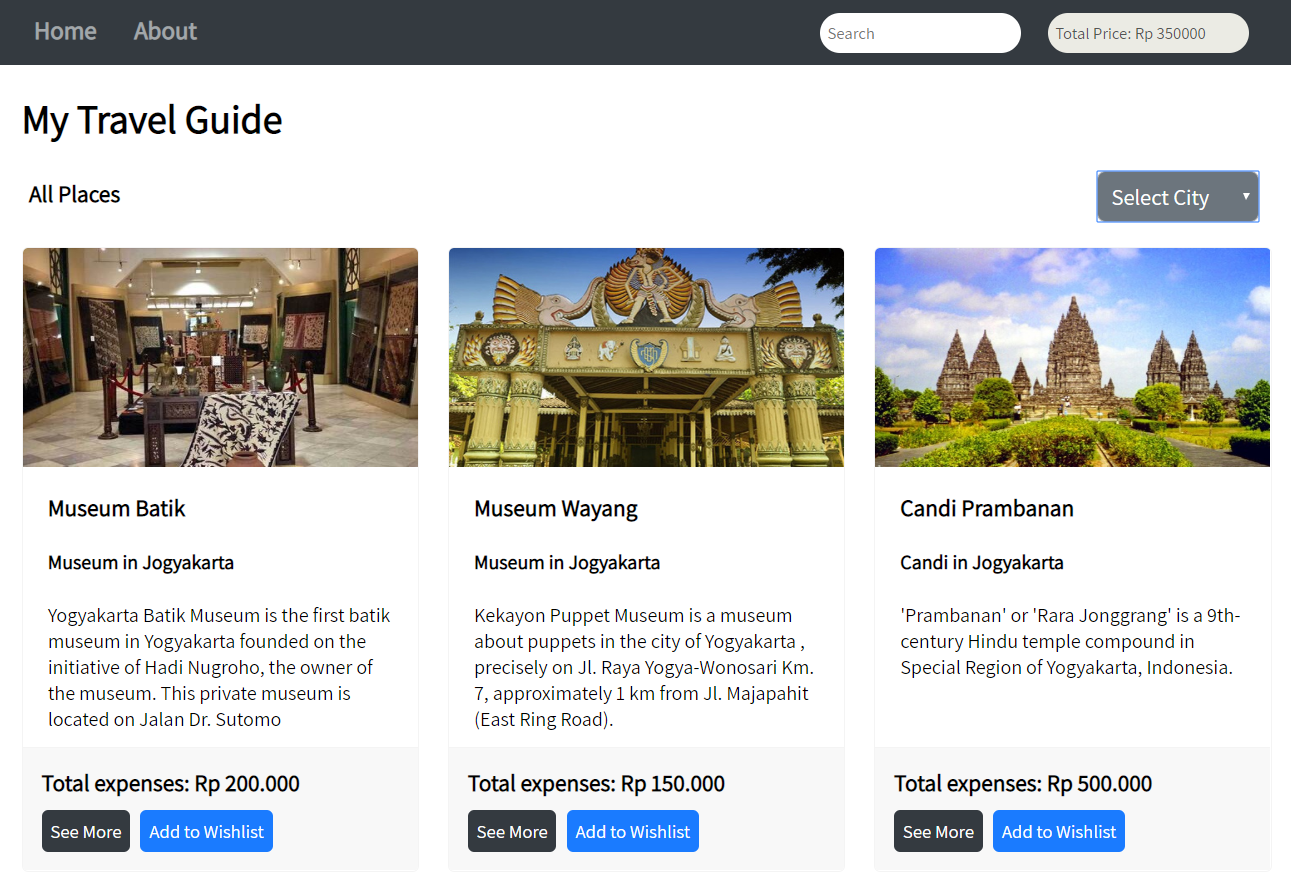 Home About Search Total Price: Rp 350000
My Travel Guide
All Places
Select City
Museum Batik
Museum in Jogyakarta
Yogyakarta Batik Museum is the first batik
museum in Yogyakarta founded on the
initiative of Hadi Nugroho, the owner of
the museum. This private museum is
located on Jalan Dr. Sutomo
Total expenses: Rp 200.000
See More Add to Wishlist
Museum Wayang
Museum in Jogyakarta
Kekayon Puppet Museum is a museum
about puppets in the city of Yogyakarta ,
precisely on Jl. Raya Yogya-Wonosari Km.
7, approximately 1 km from Jl. Majapahit
(East Ring Road).
Total expenses: Rp 150.000
See More Add to Wishlist
Candi Prambanan
Candi in Jogyakarta
'Prambanan' or 'Rara Jonggrang' is a 9th-
century Hindu temple compound in
Special Region of Yogyakarta, Indonesia.
Total expenses: Rp 500.000
See More Add to Wishlist